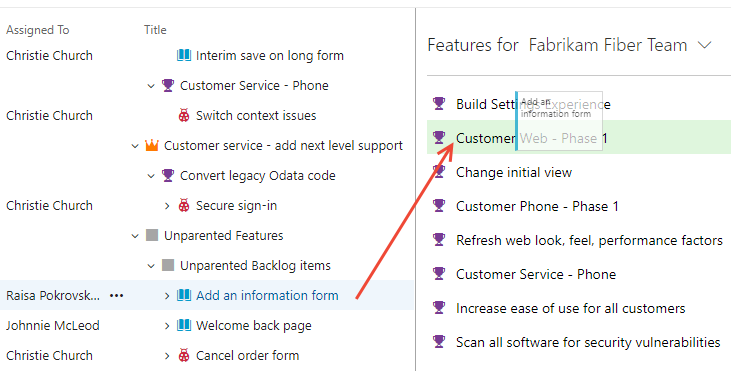 Assigned To Title
Christie Church Interim save on long form
Customer Service - Phone
Christie Church Switch context issues
Customer service - add next level support
Convert legacy Odata code
Christie Church Secure sign-in
Unparented Features
Unparented Backlog items
Raisa Pokrovsk... ••• Add an information form
Johnnie McLeod Welcome back page
Christie Church Cancel order form
Features for Fabrikam Fiber Team
Build Settings Experience
Add an
information form
Customer Web - Phase 1
Change initial view
Customer Phone - Phase 1
Refresh web look, feel, performance factors
Customer Service - Phone
Increase ease of use for all customers
Scan all software for security vulnerabilities